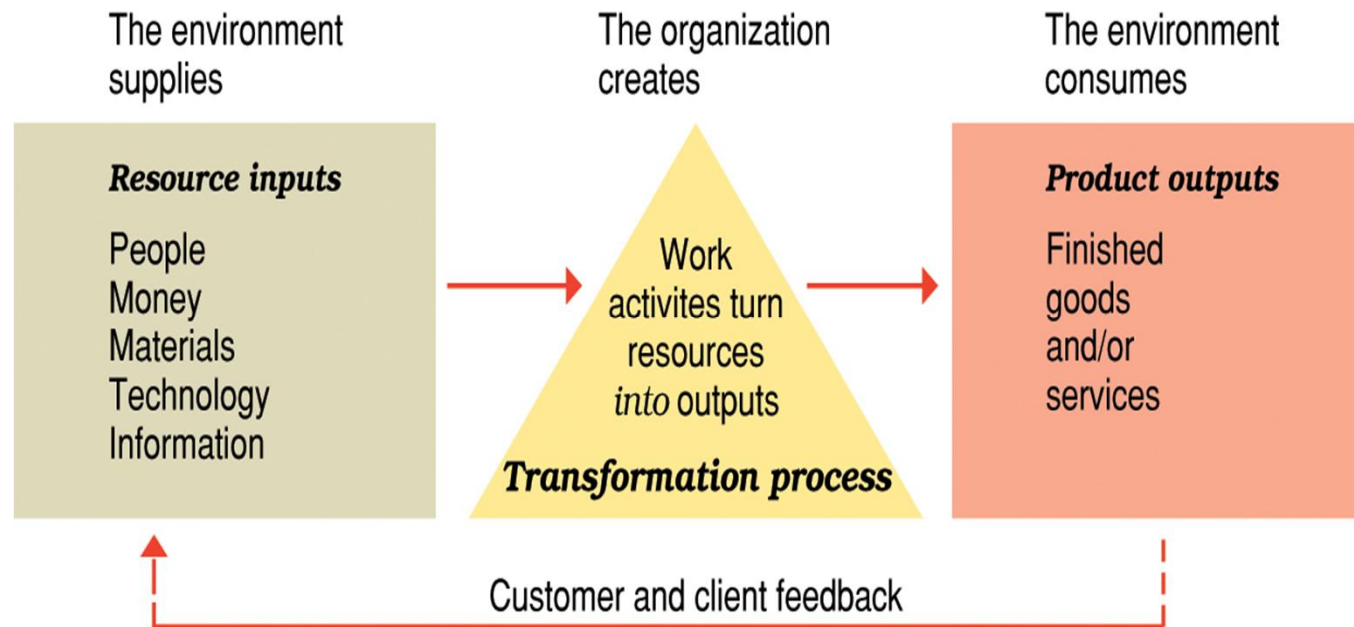 The environment
supplies
The organization
creates
The environment
consumes
Resource inputs
People
Money
Materials
Technology
Information
Work
activites turn
resources
into outputs
Transformation process
Product outputs
Finished
goods
and/or
services
Customer and client feedback